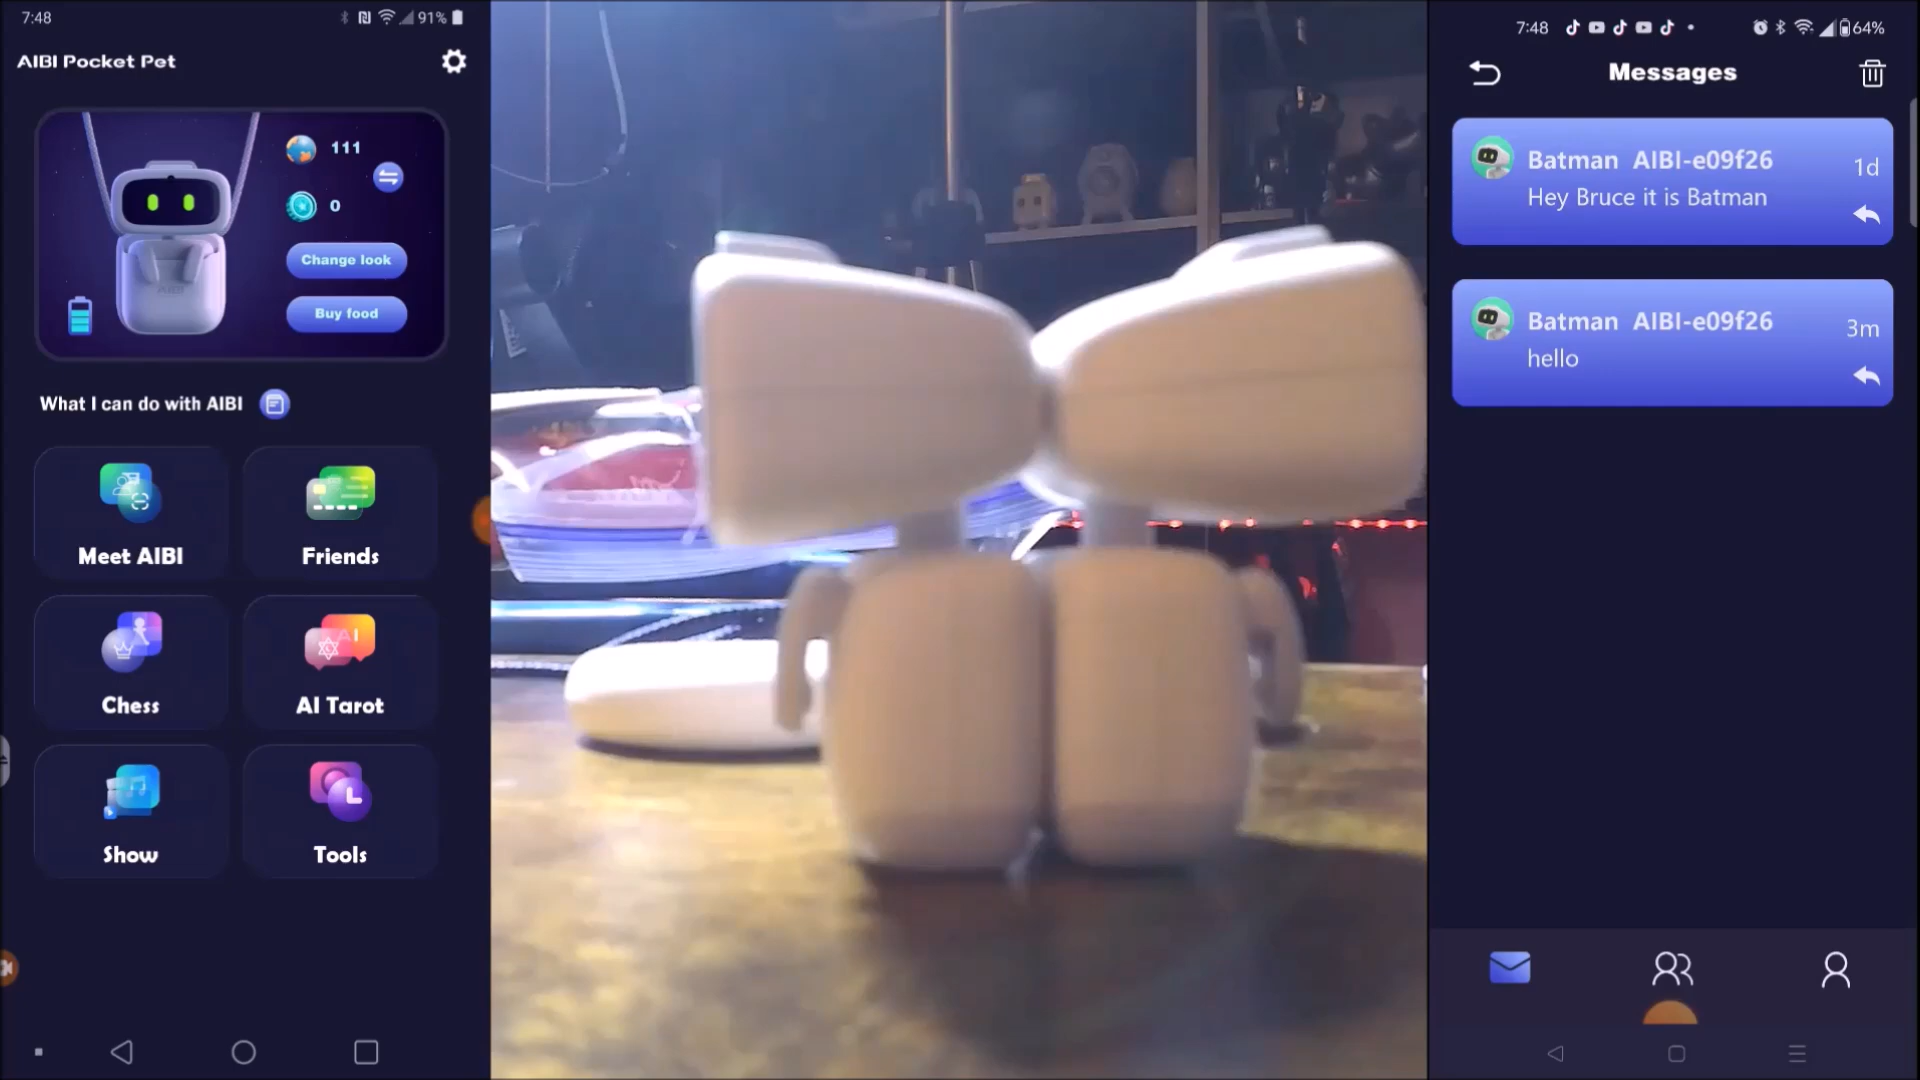 7:48
91%
AIBI Pocket Pet
111
0
Change look
Buy food
What I can do with AIBI
Meet AIBI
Friends
Chess
AI Tarot
Show
Tools
7:48
64%
Messages
Batman AIBI-e09f26
1d
Hey Bruce it is Batman
Batman AIBI-e09f26
3m
hello